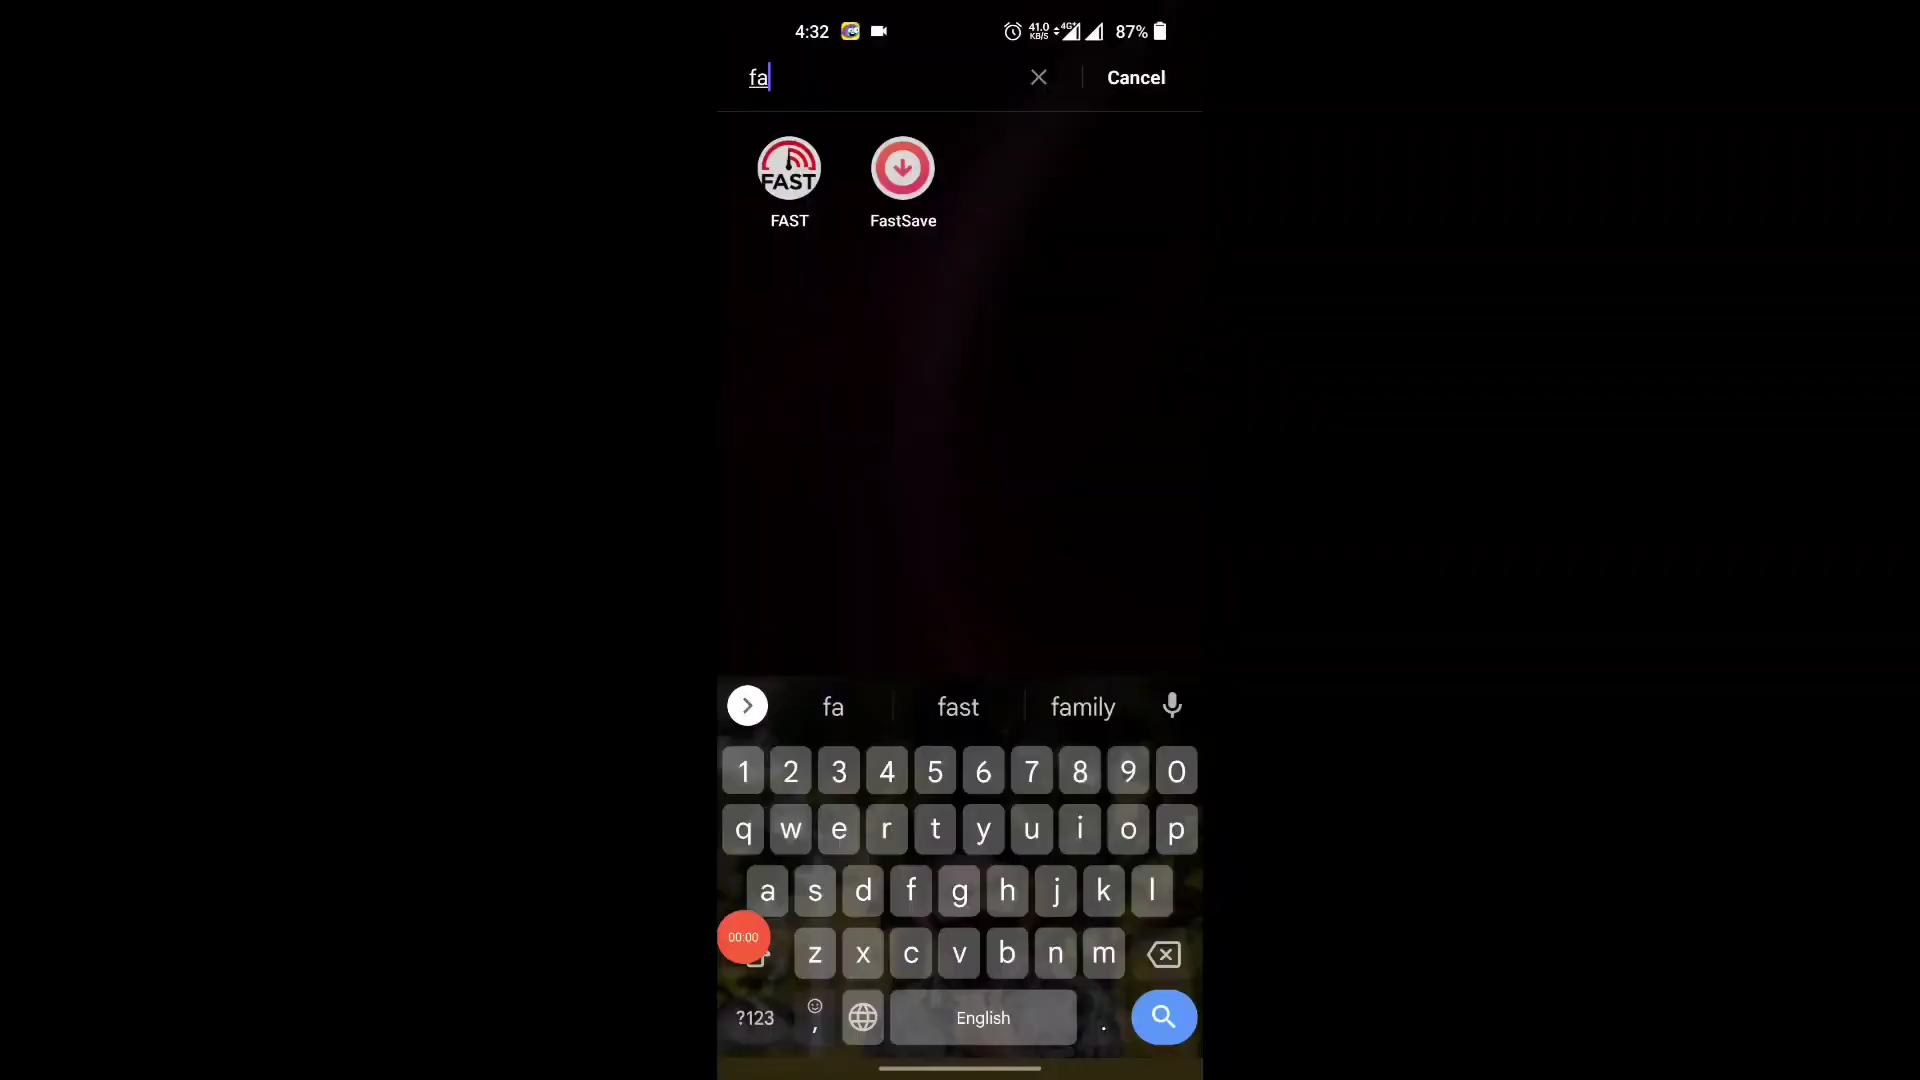 4:32 41.0 KB/S 4G+ 87%
fa Cancel
FAST
FAST FastSave
fa fast family
1 2 3 4 5 6 7 8 9 0
q w e r t y u i o p
a s d f g h j k l
00:00 z x c v b n m
?123 , English .